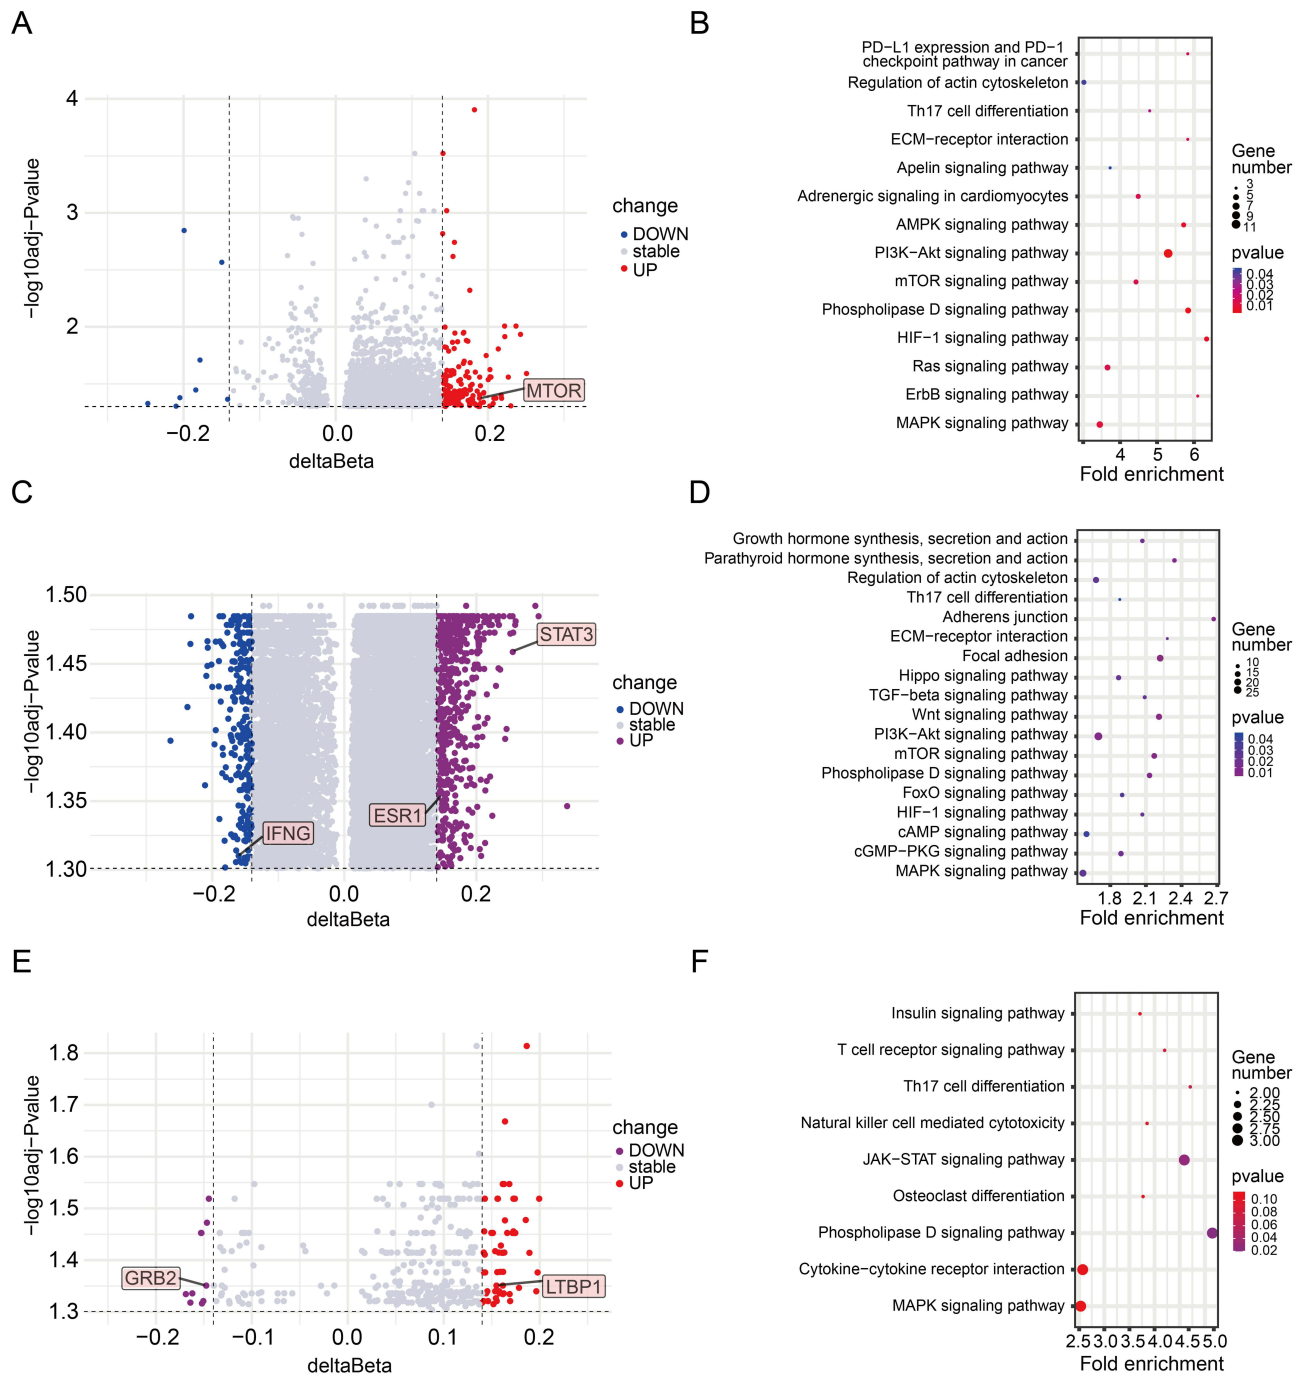 A
−log10adj−Pvalue
4
3
2
−0.2
0.0
0.2
deltaBeta
MTOR
change
DOWN
stable
UP
B
PD−L1 expression and PD−1
checkpoint pathway in cancer
Regulation of actin cytoskeleton
Th17 cell differentiation
ECM−receptor interaction
Apelin signaling pathway
Adrenergic signaling in cardiomyocytes
AMPK signaling pathway
PI3K−Akt signaling pathway
mTOR signaling pathway
Phospholipase D signaling pathway
HIF−1 signaling pathway
Ras signaling pathway
ErbB signaling pathway
MAPK signaling pathway
4
5
6
Fold enrichment
Gene
number
3
5
7
9
11
pvalue
0.04
0.03
0.02
0.01
C
−log10adj−Pvalue
1.50
1.45
1.40
1.35
1.30
−0.2
0.0
0.2
deltaBeta
STAT3
ESR1
IFNG
change
DOWN
stable
UP
D
Growth hormone synthesis, secretion and action
Parathyroid hormone synthesis, secretion and action
Regulation of actin cytoskeleton
Th17 cell differentiation
Adherens junction
ECM−receptor interaction
Focal adhesion
Hippo signaling pathway
TGF−beta signaling pathway
Wnt signaling pathway
PI3K−Akt signaling pathway
mTOR signaling pathway
Phospholipase D signaling pathway
FoxO signaling pathway
HIF−1 signaling pathway
cAMP signaling pathway
cGMP−PKG signaling pathway
MAPK signaling pathway
1.8
2.1
2.4
2.7
Fold enrichment
Gene
number
10
15
20
25
pvalue
0.04
0.03
0.02
0.01
E
−log10adj−Pvalue
1.8
1.7
1.6
1.5
1.4
1.3
−0.2
−0.1
0.0
0.1
0.2
deltaBeta
GRB2
LTBP1
change
DOWN
stable
UP
F
Insulin signaling pathway
T cell receptor signaling pathway
Th17 cell differentiation
Natural killer cell mediated cytotoxicity
JAK−STAT signaling pathway
Osteoclast differentiation
Phospholipase D signaling pathway
Cytokine−cytokine receptor interaction
MAPK signaling pathway
2.5
3.0
3.5
4.0
4.5
5.0
Fold enrichment
Gene
number
2.00
2.25
2.50
2.75
3.00
pvalue
0.10
0.08
0.06
0.04
0.02